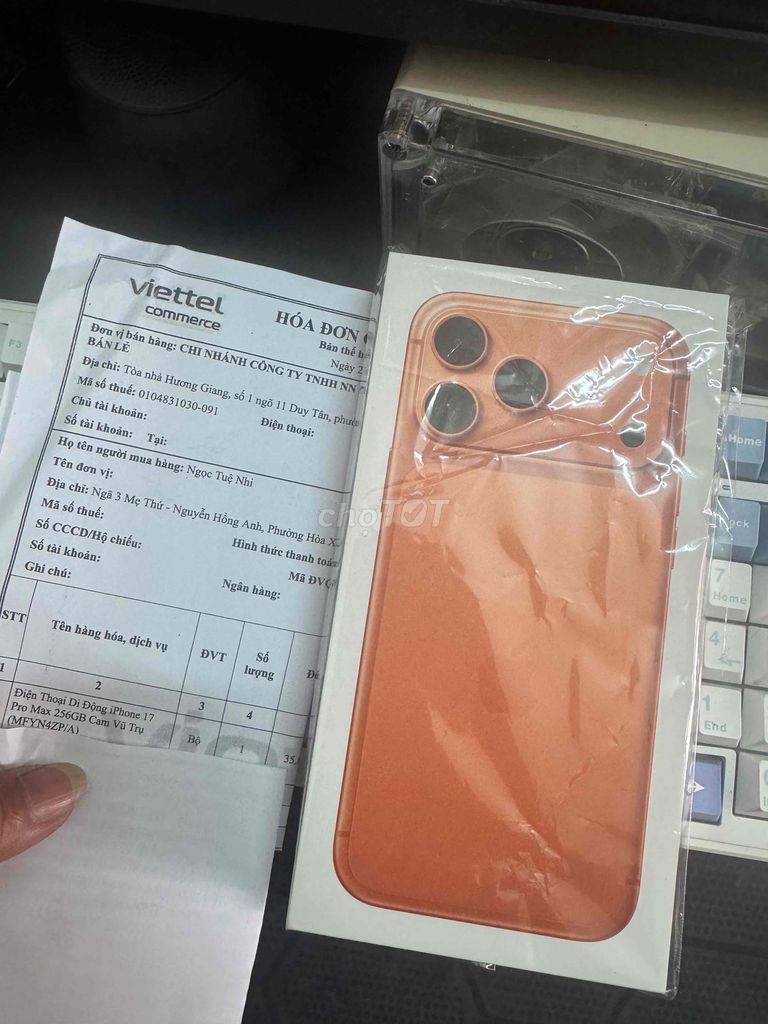 viettel
commerce
HÓA ĐƠN
Bản thể
Ngày 2
Đơn vị bán hàng: CHI NHÁNH CÔNG TY TNHH NN
BÁN LẺ
Địa chỉ: Tòa nhà Hương Giang, số 1 ngõ 11 Duy Tân,
Mã số thuế: 0104831030-091
Chủ tài khoản: Điện thoại:
Số tài khoản: Tại:
Họ tên người mua hàng: Ngọc Tuệ Nhi
Tên đơn vị:
Địa chỉ: Ngã 3 Mẹ Thứ - Nguyễn Hồng Anh, Phường Hòa X
Mã số thuế:
Số CCCD/Hộ chiếu: Hình thức thanh toán
Số tài khoản: Mã ĐVQ
Ghi chú: Ngân hàng:
STT Tên hàng hóa, dịch vụ ĐVT Số lượng
1 2 3 4
Điện Thoại Di Động iPhone 17
Pro Max 256GB Cam Vũ Trụ
(MFYN4ZP/A) Bộ 1 35.
chợTỐT
F3
Home
7
Home
4
1
End